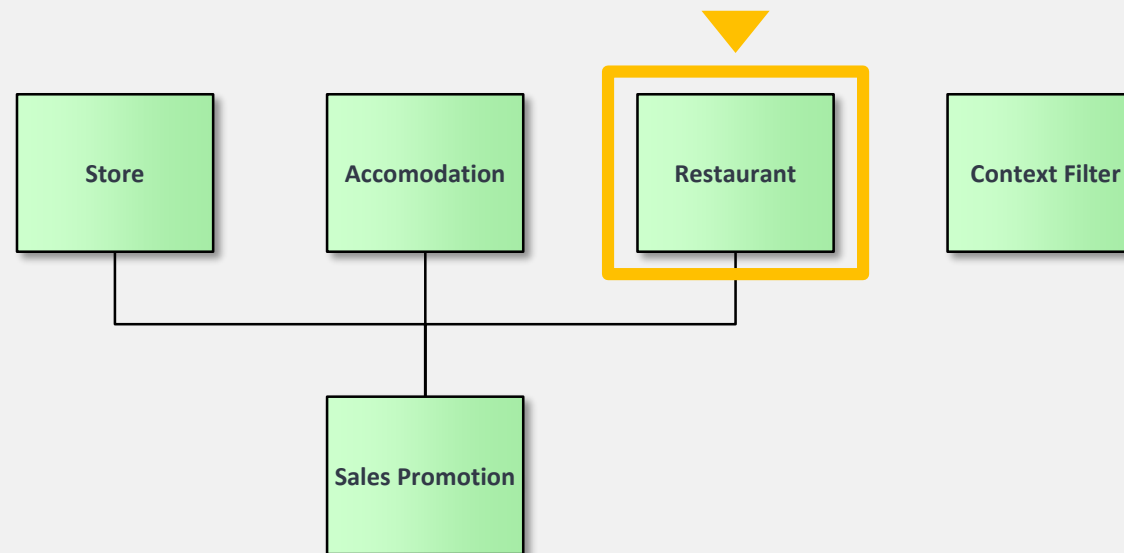 Store
Accomodation
Restaurant
Context Filter
Sales Promotion